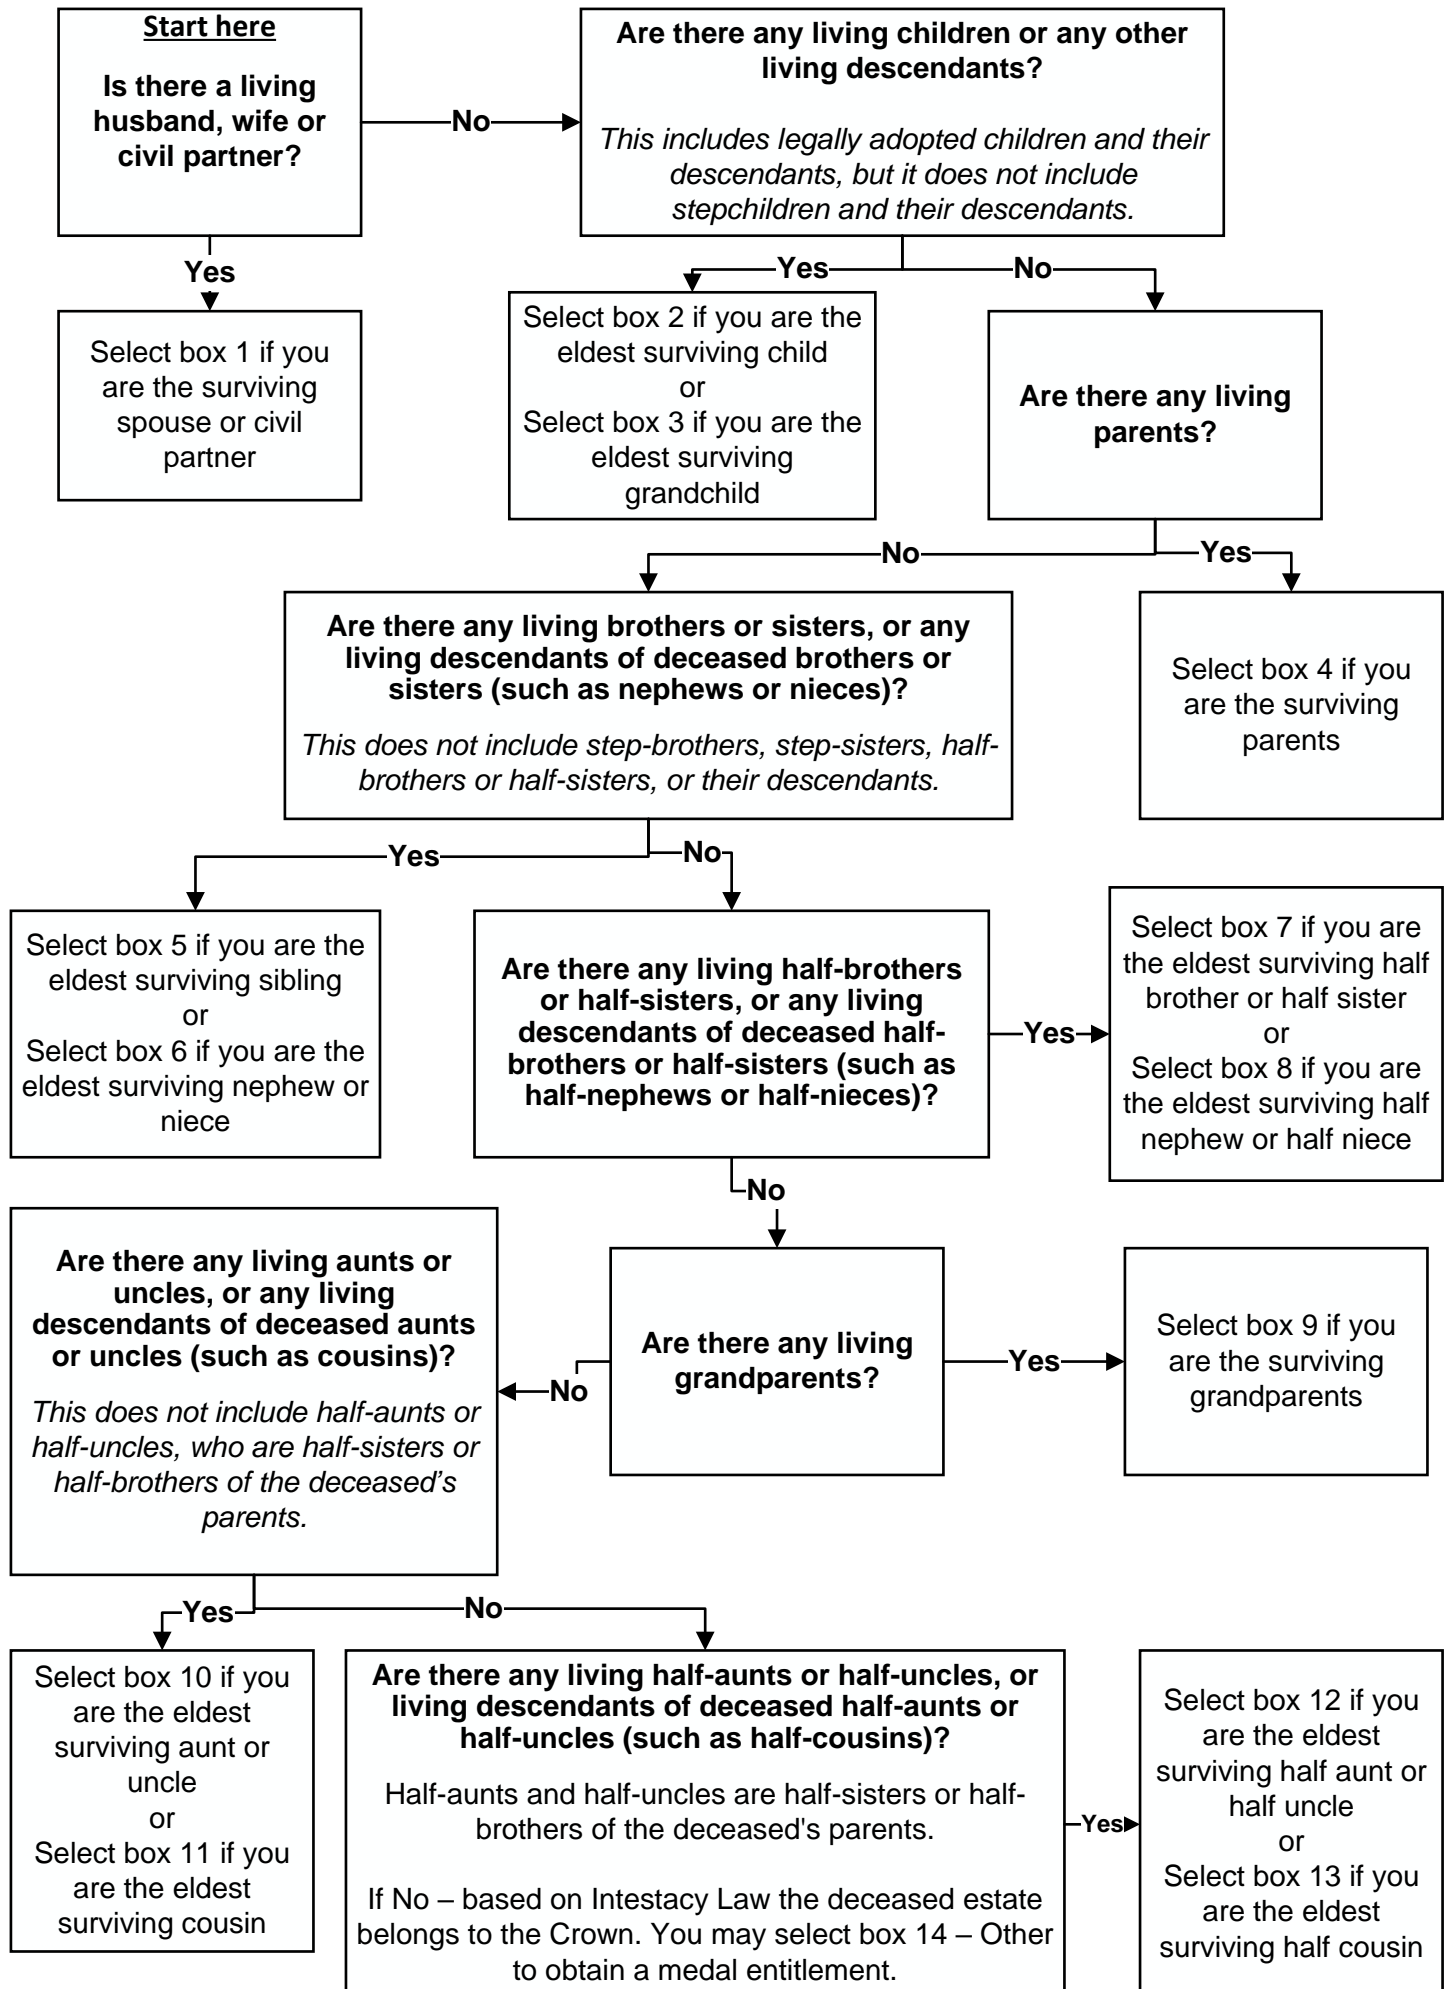 Start here
Is there a living
husband, wife or
civil partner?
No
Are there any living children or any other
living descendants?
This includes legally adopted children and their
descendants, but it does not include
stepchildren and their descendants.
Yes
Select box 1 if you
are the surviving
spouse or civil
partner
Yes
No
Select box 2 if you are the
eldest surviving child
or
Select box 3 if you are the
eldest surviving
grandchild
Are there any living
parents?
No
Yes
Are there any living brothers or sisters, or any
living descendants of deceased brothers or
sisters (such as nephews or nieces)?
This does not include step-brothers, step-sisters, half-
brothers or half-sisters, or their descendants.
Select box 4 if you
are the surviving
parents
Yes
No
Select box 5 if you are the
eldest surviving sibling
or
Select box 6 if you are the
eldest surviving nephew or
niece
Are there any living half-brothers
or half-sisters, or any living
descendants of deceased half-
brothers or half-sisters (such as
half-nephews or half-nieces)?
Yes
Select box 7 if you are
the eldest surviving half
brother or half sister
or
Select box 8 if you are
the eldest surviving half
nephew or half niece
No
Are there any living
grandparents?
Yes
Select box 9 if you
are the surviving
grandparents
No
Are there any living aunts or
uncles, or any living
descendants of deceased aunts
or uncles (such as cousins)?
This does not include half-aunts or
half-uncles, who are half-sisters or
half-brothers of the deceased’s
parents.
Yes
No
Select box 10 if you
are the eldest
surviving aunt or
uncle
or
Select box 11 if you
are the eldest
surviving cousin
Are there any living half-aunts or half-uncles, or
living descendants of deceased half-aunts or
half-uncles (such as half-cousins)?
Half-aunts and half-uncles are half-sisters or half-
brothers of the deceased's parents.
If No – based on Intestacy Law the deceased estate
belongs to the Crown. You may select box 14 – Other
to obtain a medal entitlement.
Yes
Select box 12 if you
are the eldest
surviving half aunt or
half uncle
or
Select box 13 if you
are the eldest
surviving half cousin